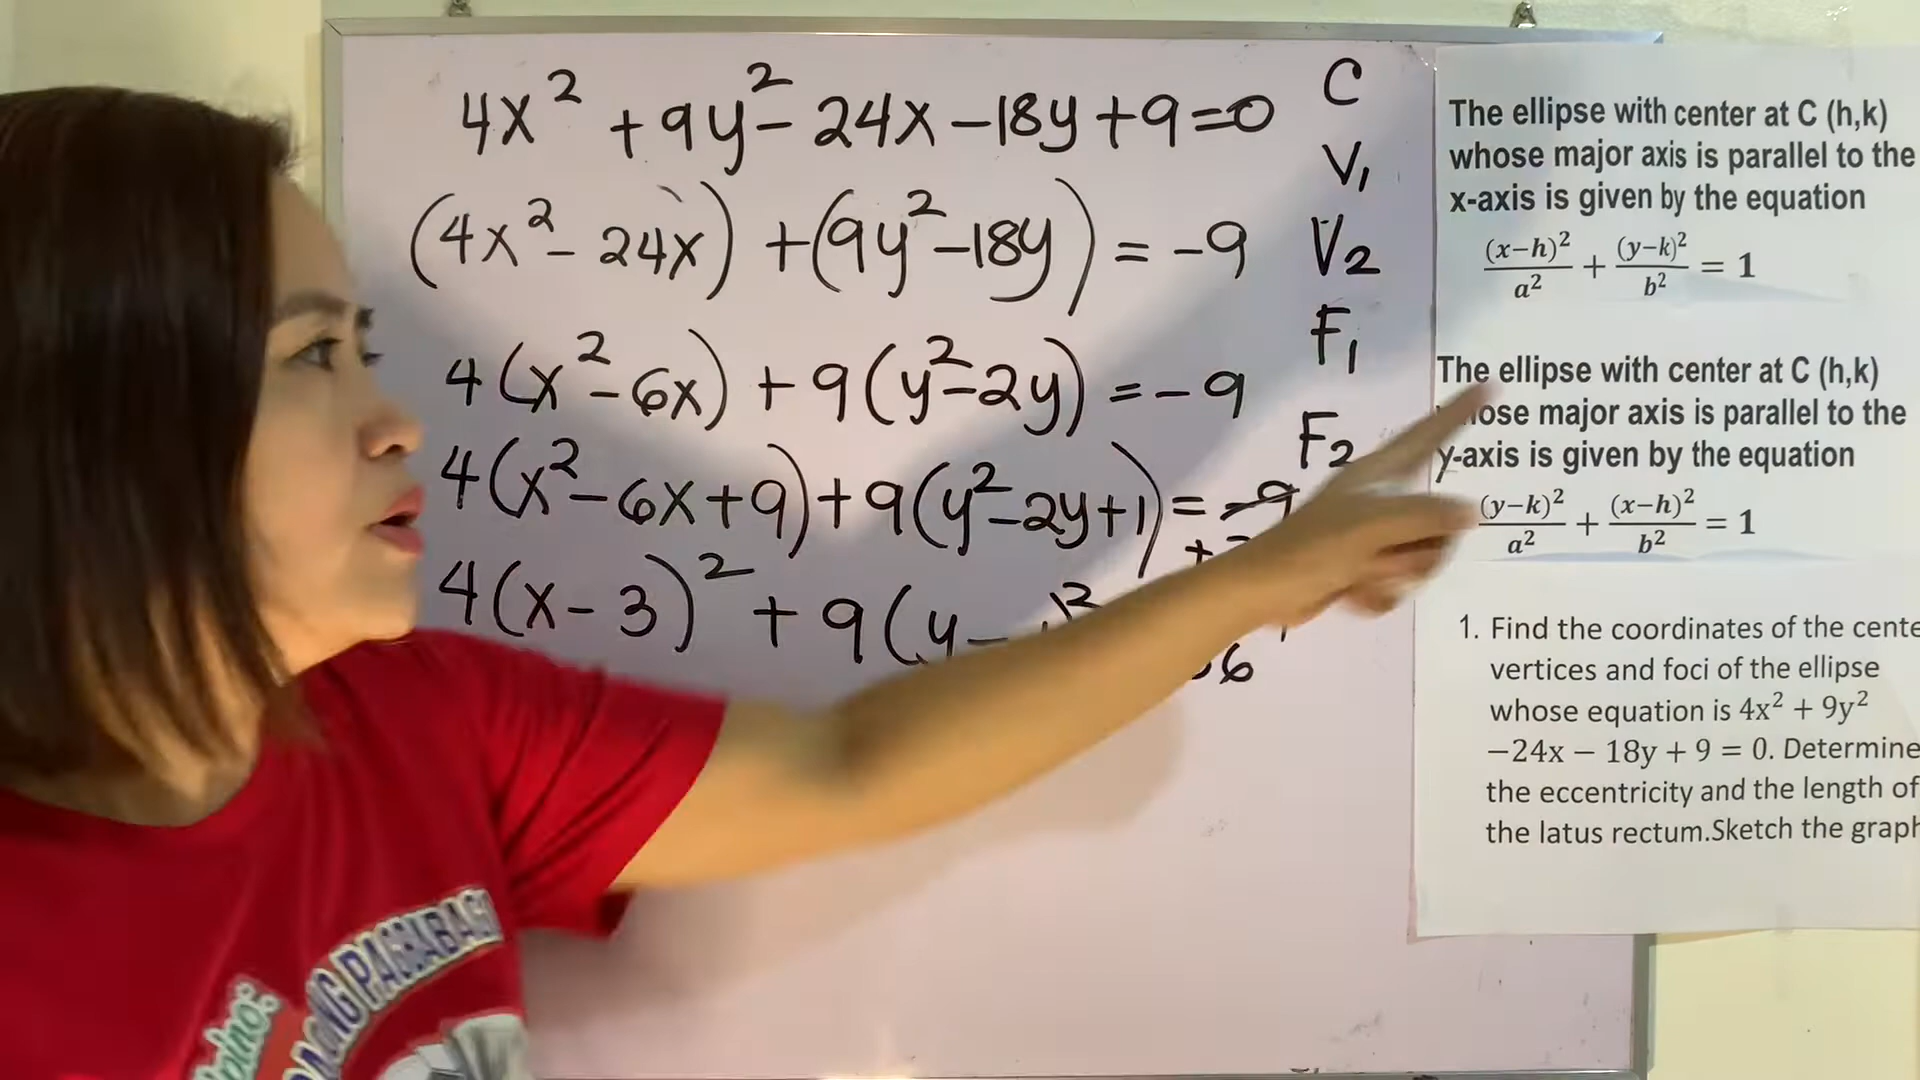 4x² + 9y² - 24x - 18y + 9 = 0
(4x² - 24x) + (9y² - 18y) = -9
4(x² - 6x) + 9(y² - 2y) = -9
4(x² - 6x + 9) + 9(y² - 2y + 1) = -9
4(x - 3)² + 9(y -
C
V₁
V₂
F₁
F₂
The ellipse with center at C (h,k)
whose major axis is parallel to the
x-axis is given by the equation
(x−h)²/a² + (y−k)²/b² = 1
The ellipse with center at C (h,k)
major axis is parallel to the
y-axis is given by the equation
(y−k)²/a² + (x−h)²/b² = 1
1. Find the coordinates of the cente
vertices and foci of the ellipse
whose equation is 4x² + 9y²
−24x − 18y + 9 = 0. Determine
the eccentricity and the length of
the latus rectum.Sketch the graph